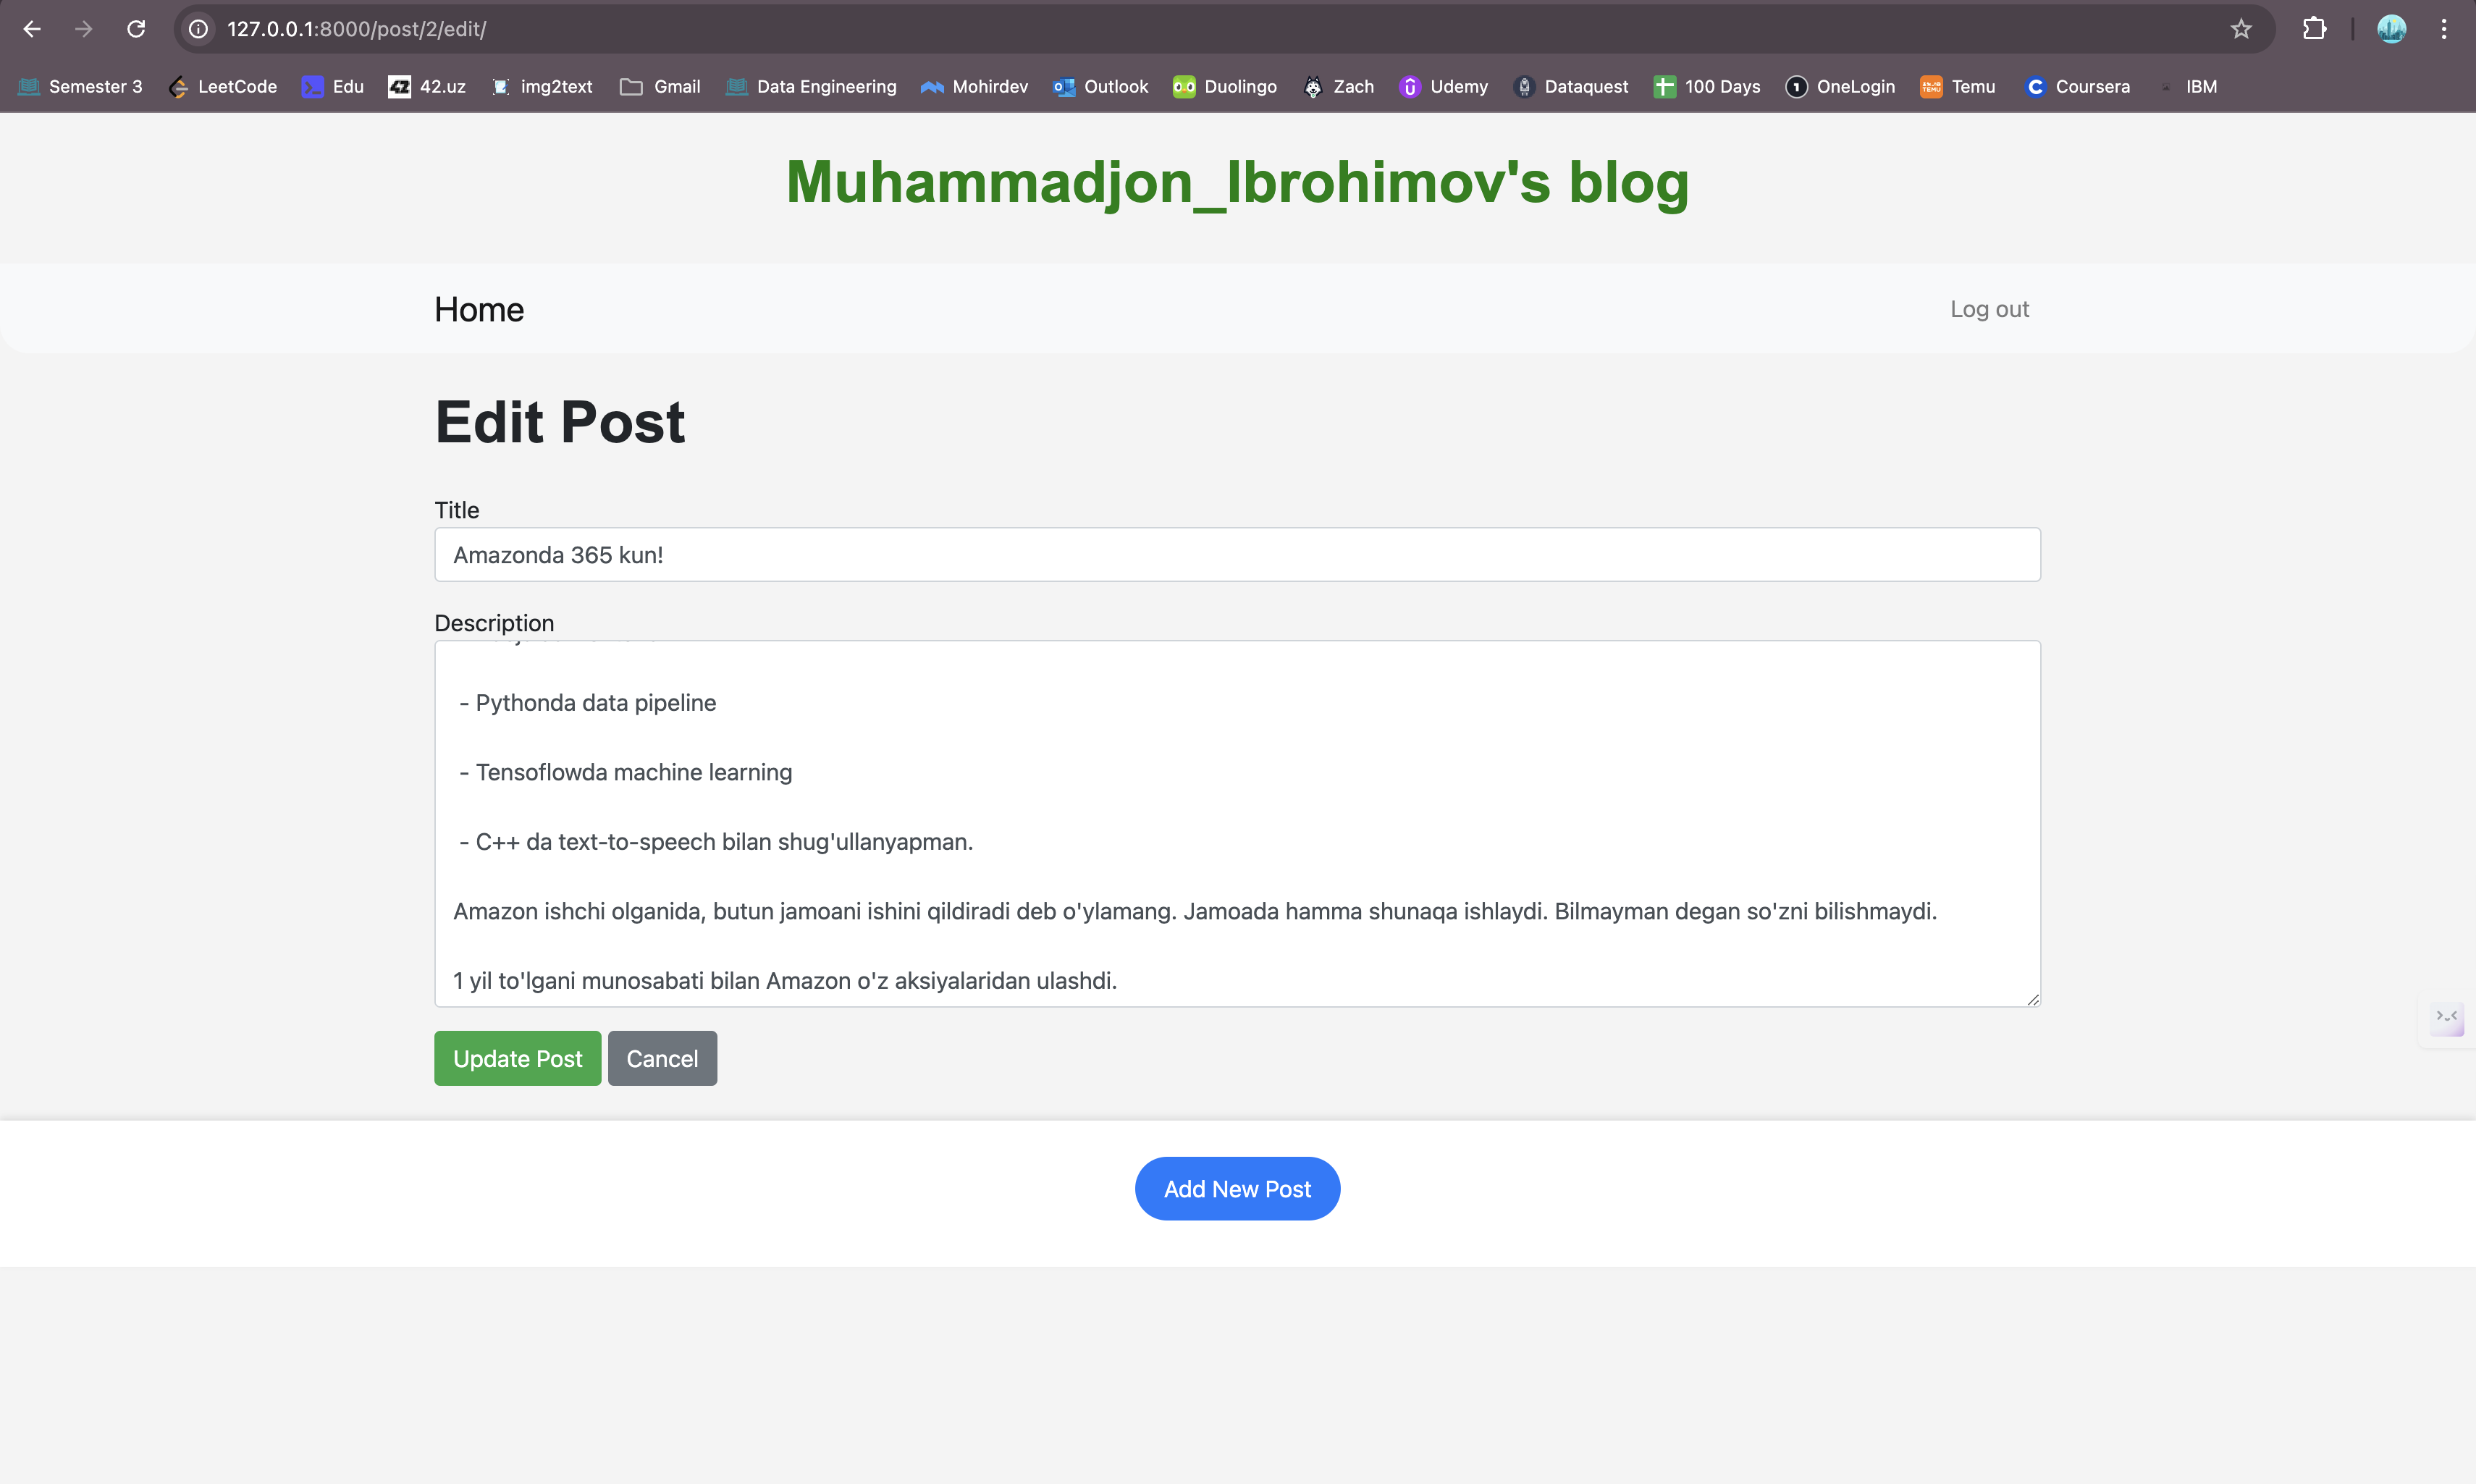 127.0.0.1:8000/post/2/edit/
Semester 3 LeetCode Edu 42.uz img2text Gmail Data Engineering Mohirdev Outlook Duolingo Zach Udemy Dataquest 100 Days OneLogin Temu Coursera IBM
Muhammadjon_Ibrohimov's blog
Home Log out
Edit Post
Title
Amazonda 365 kun!
Description
- Pythonda data pipeline
- Tensoflowda machine learning
- C++ da text-to-speech bilan shug'ullanyapman.
Amazon ishchi olganida, butun jamoani ishini qildiradi deb o'ylamang. Jamoada hamma shunaqa ishlaydi. Bilmayman degan so'zni bilishmaydi.
1 yil to'lgani munosabati bilan Amazon o'z aksiyalaridan ulashdi.
Update Post Cancel
Add New Post